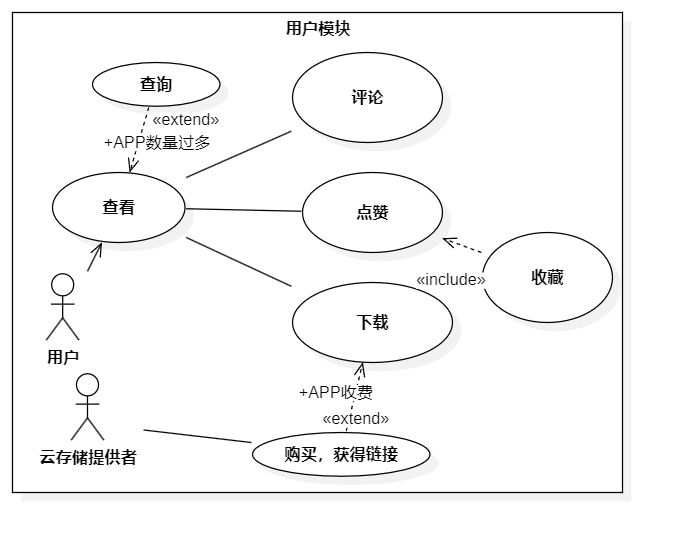 用户模块
查询
评论
«extend»
+APP数量过多
查看
点赞
收藏
«include»
下载
用户
+APP收费
«extend»
云存储提供者
购买，获得链接